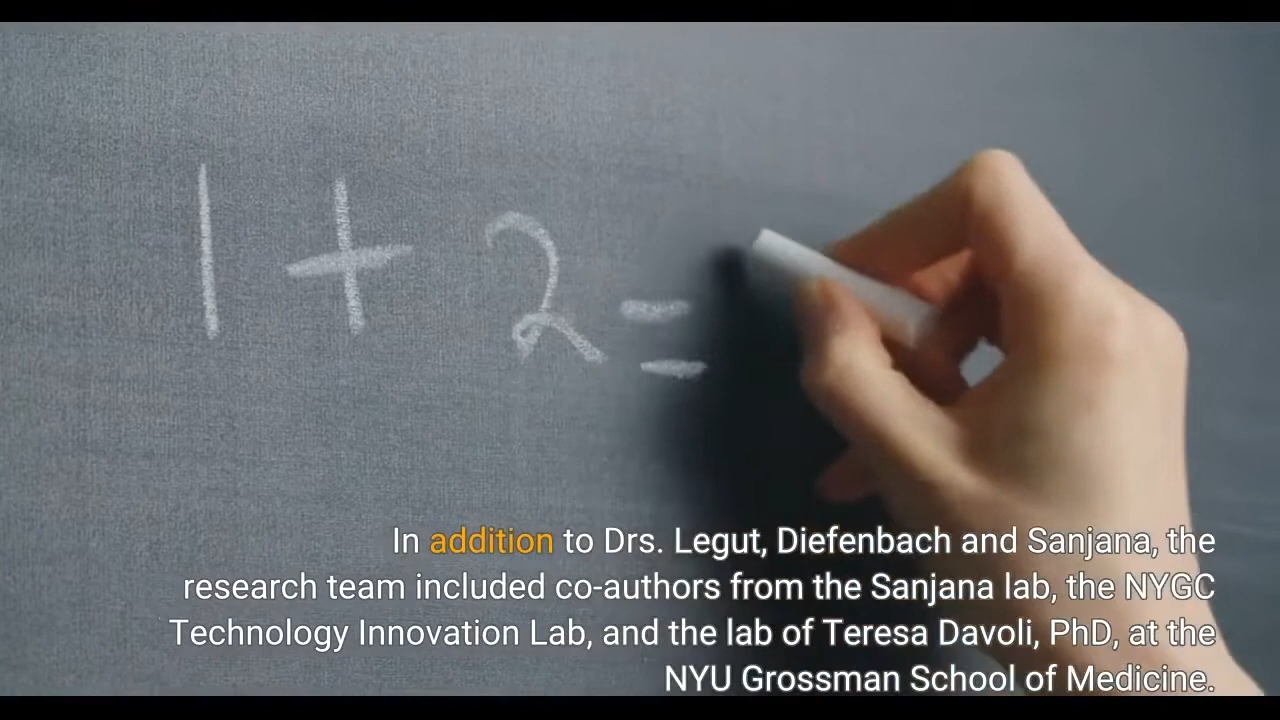 1 + 2 =
In addition to Drs. Legut, Diefenbach and Sanjana, the
research team included co-authors from the Sanjana lab, the NYGC
Technology Innovation Lab, and the lab of Teresa Davoli, PhD, at the
NYU Grossman School of Medicine.